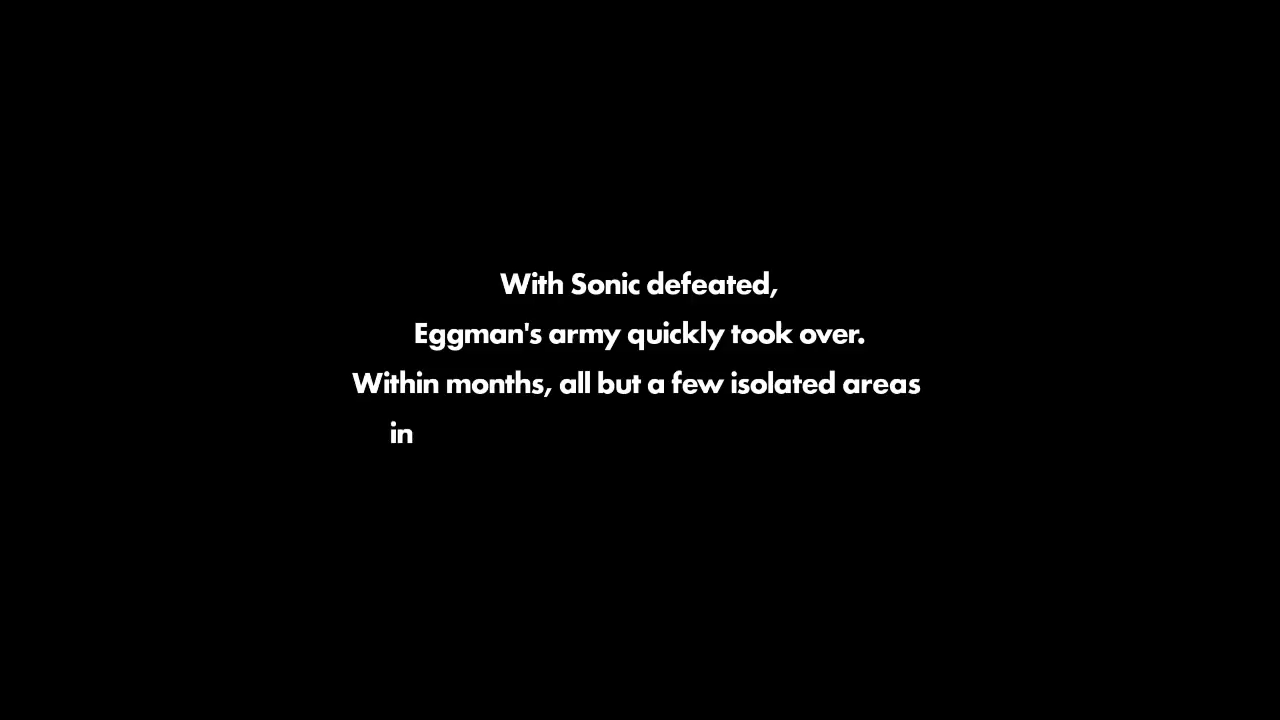 With Sonic defeated,
Eggman's army quickly took over.
Within months, all but a few isolated areas
in